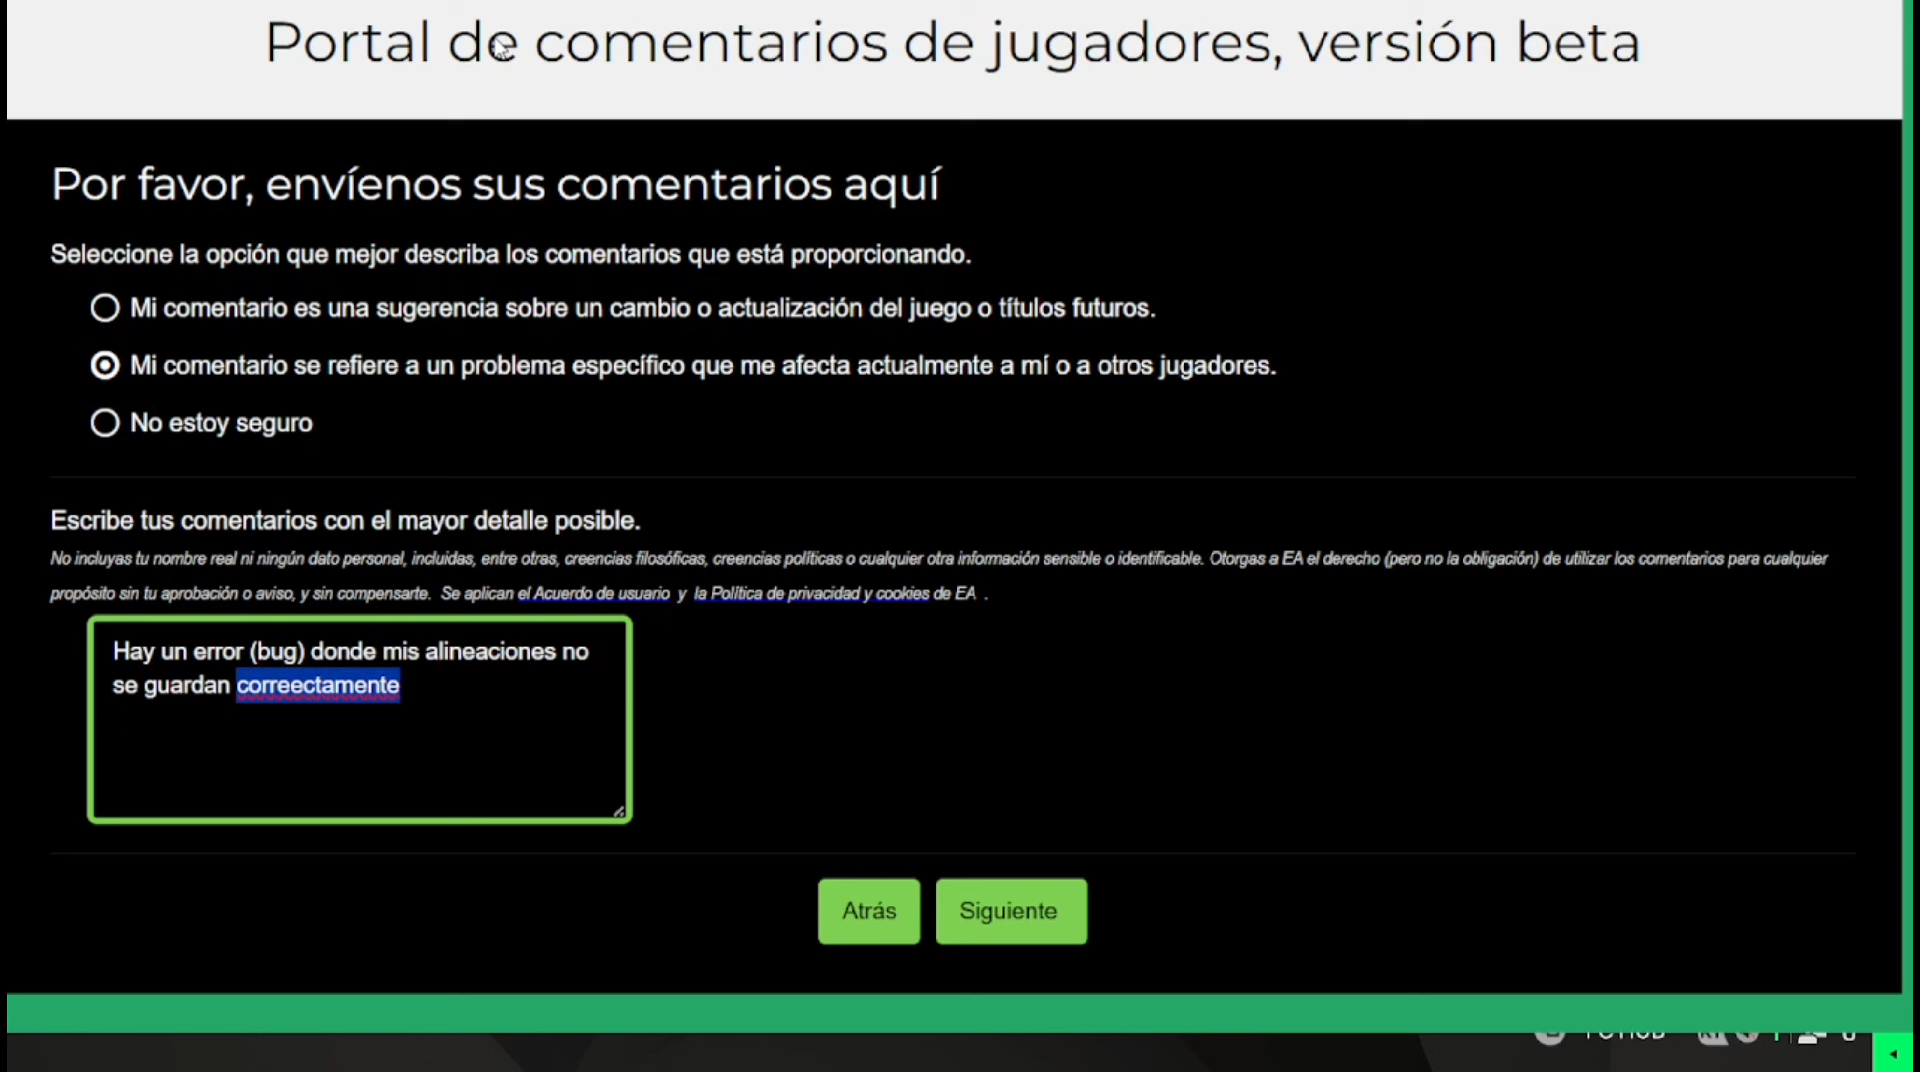 Portal de comentarios de jugadores, versión beta
Por favor, envíenos sus comentarios aquí
Seleccione la opción que mejor describa los comentarios que está proporcionando.
Mi comentario es una sugerencia sobre un cambio o actualización del juego o títulos futuros.
Mi comentario se refiere a un problema específico que me afecta actualmente a mí o a otros jugadores.
No estoy seguro
Escribe tus comentarios con el mayor detalle posible.
No incluyas tu nombre real ni ningún dato personal, incluidas, entre otras, creencias filosóficas, creencias políticas o cualquier otra información sensible o identificable. Otorgas a EA el derecho (pero no la obligación) de utilizar los comentarios para cualquier
propósito sin tu aprobación o aviso, y sin compensarte. Se aplican el Acuerdo de usuario y la Política de privacidad y cookies de EA .
Hay un error (bug) donde mis alineaciones no
se guardan correectamente
Atrás Siguiente